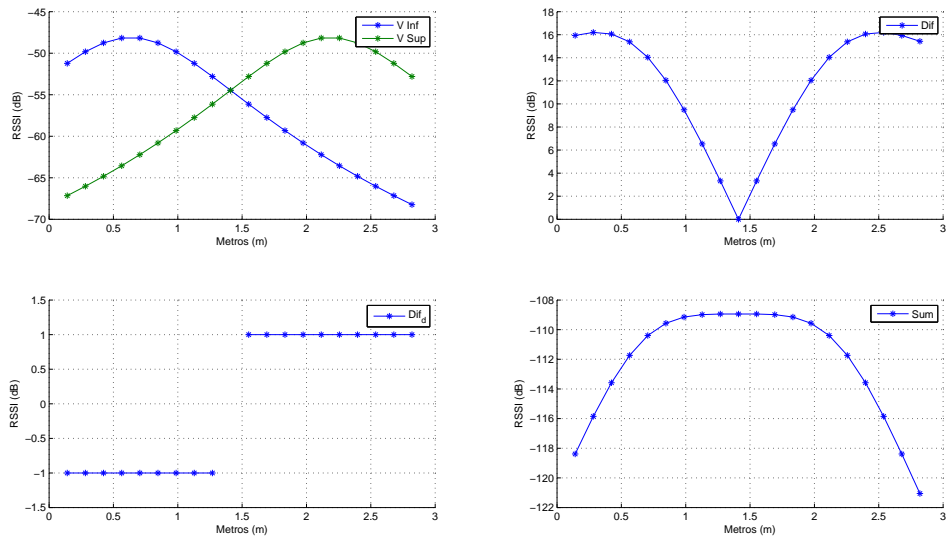 −45
−50
−55
−60
−65
−70
0 0.5 1 1.5 2 2.5 3
RSSI (dB)
Metros (m)
V Inf
V Sup
18
16
14
12
10
8
6
4
2
0
0 0.5 1 1.5 2 2.5 3
RSSI (dB)
Metros (m)
Dif
1.5
1
0.5
0
−0.5
−1
−1.5
0 0.5 1 1.5 2 2.5 3
RSSI (dB)
Metros (m)
Dif_d
−108
−110
−112
−114
−116
−118
−120
−122
0 0.5 1 1.5 2 2.5 3
RSSI (dB)
Metros (m)
Sum